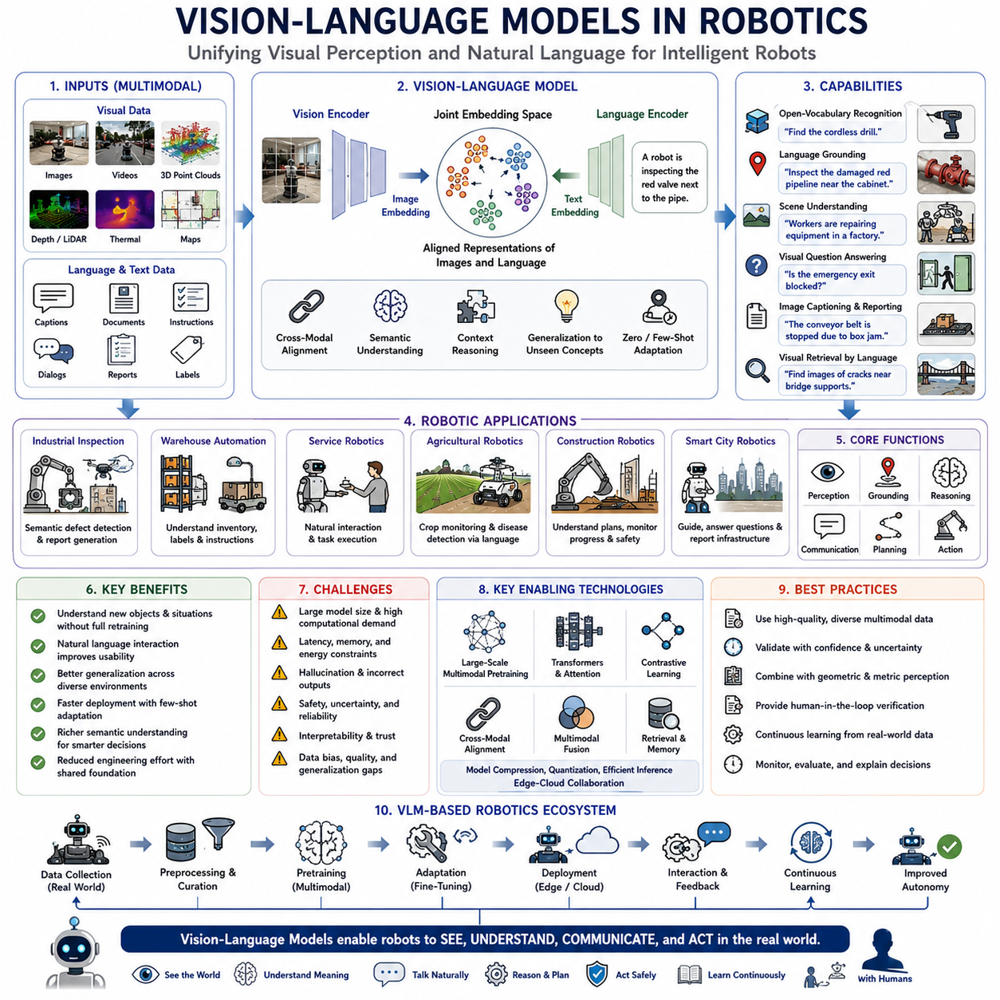 VISION-LANGUAGE MODELS IN ROBOTICS
Unifying Visual Perception and Natural Language for Intelligent Robots
1. INPUTS (MULTIMODAL)
Visual Data
Images
Videos
3D Point Clouds
Depth / LiDAR
Thermal
Maps
Language & Text Data
Captions
Documents
Instructions
Dialogs
Reports
Labels
2. VISION-LANGUAGE MODEL
Vision Encoder
Joint Embedding Space
Language Encoder
Image
Embedding
Text
Embedding
A robot is
inspecting the
red valve next
to the pipe.
Aligned Representations of
Images and Language
Cross-Modal
Alignment
Semantic
Understanding
Context
Reasoning
Generalization to
Unseen Concepts
Zero / Few-Shot
Adaptation
3. CAPABILITIES
Open-Vocabulary Recognition
“Find the cordless drill.”
Language Grounding
“Inspect the damaged red
pipeline near the cabinet.”
Scene Understanding
“Workers are repairing
equipment in a factory.”
Visual Question Answering
“Is the emergency exit
blocked?”
Image Captioning & Reporting
“The conveyor belt is
stopped due to box jam.”
Visual Retrieval by Language
“Find images of cracks near
bridge supports.”
4. ROBOTIC APPLICATIONS
Industrial Inspection
Semantic defect detection
& report generation
Warehouse Automation
Understand inventory,
labels & instructions
Service Robotics
Natural interaction
& task execution
Agricultural Robotics
Crop monitoring & disease
detection via language
Construction Robotics
Understand plans, monitor
progress & safety
Smart City Robotics
Guide, answer questions &
report infrastructure
5. CORE FUNCTIONS
Perception
Grounding
Reasoning
Communication
Planning
Action
6. KEY BENEFITS
Understand new objects & situations
without full retraining
Natural language interaction
improves usability
Better generalization across
diverse environments
Faster deployment with few-shot
adaptation
Richer semantic understanding
for smarter decisions
Reduced engineering effort with
shared foundation
7. CHALLENGES
Large model size & high
computational demand
Latency, memory, and
energy constraints
Hallucination & incorrect
outputs
Safety, uncertainty, and
reliability
Interpretability & trust
Data bias, quality, and
generalization gaps
8. KEY ENABLING TECHNOLOGIES
Large-Scale
Multimodal Pretraining
Transformers
& Attention
Contrastive
Learning
Cross-Modal
Alignment
Multimodal
Fusion
Retrieval &
Memory
Model Compression, Quantization, Efficient Inference
Edge-Cloud Collaboration
9. BEST PRACTICES
Use high-quality, diverse multimodal data
Validate with confidence & uncertainty
Combine with geometric & metric perception
Provide human-in-the-loop verification
Continuous learning from real-world data
Monitor, evaluate, and explain decisions
10. VLM-BASED ROBOTICS ECOSYSTEM
Data Collection
(Real World)
Preprocessing &
Curation
Pretraining
(Multimodal)
Adaptation
(Fine-Tuning)
Deployment
(Edge / Cloud)
Interaction &
Feedback
Continuous
Learning
Improved
Autonomy
Vision-Language Models enable robots to SEE, UNDERSTAND, COMMUNICATE, and ACT in the real world.
See the World
Understand Meaning
Talk Naturally
Reason & Plan
Act Safely
Learn Continuously
with Humans